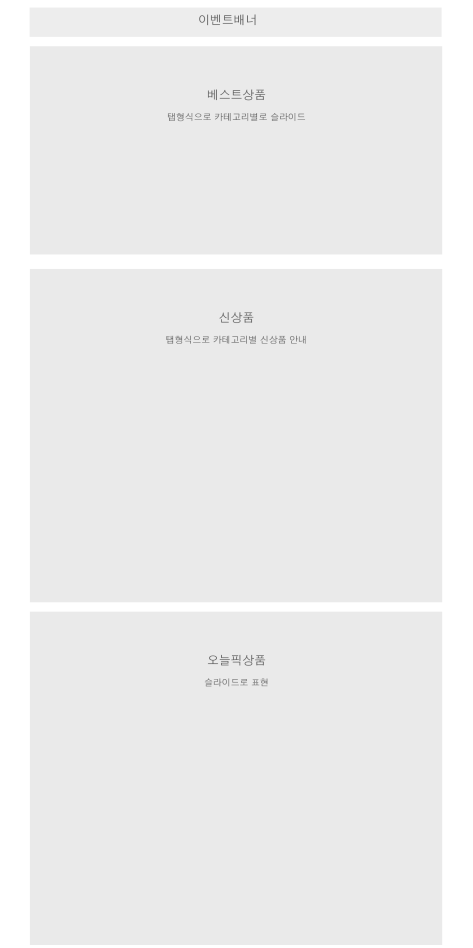 이벤트배너
베스트상품
탭형식으로 카테고리별로 슬라이드
신상품
탭형식으로 카테고리별 신상품 안내
오늘픽상품
슬라이드로 표현